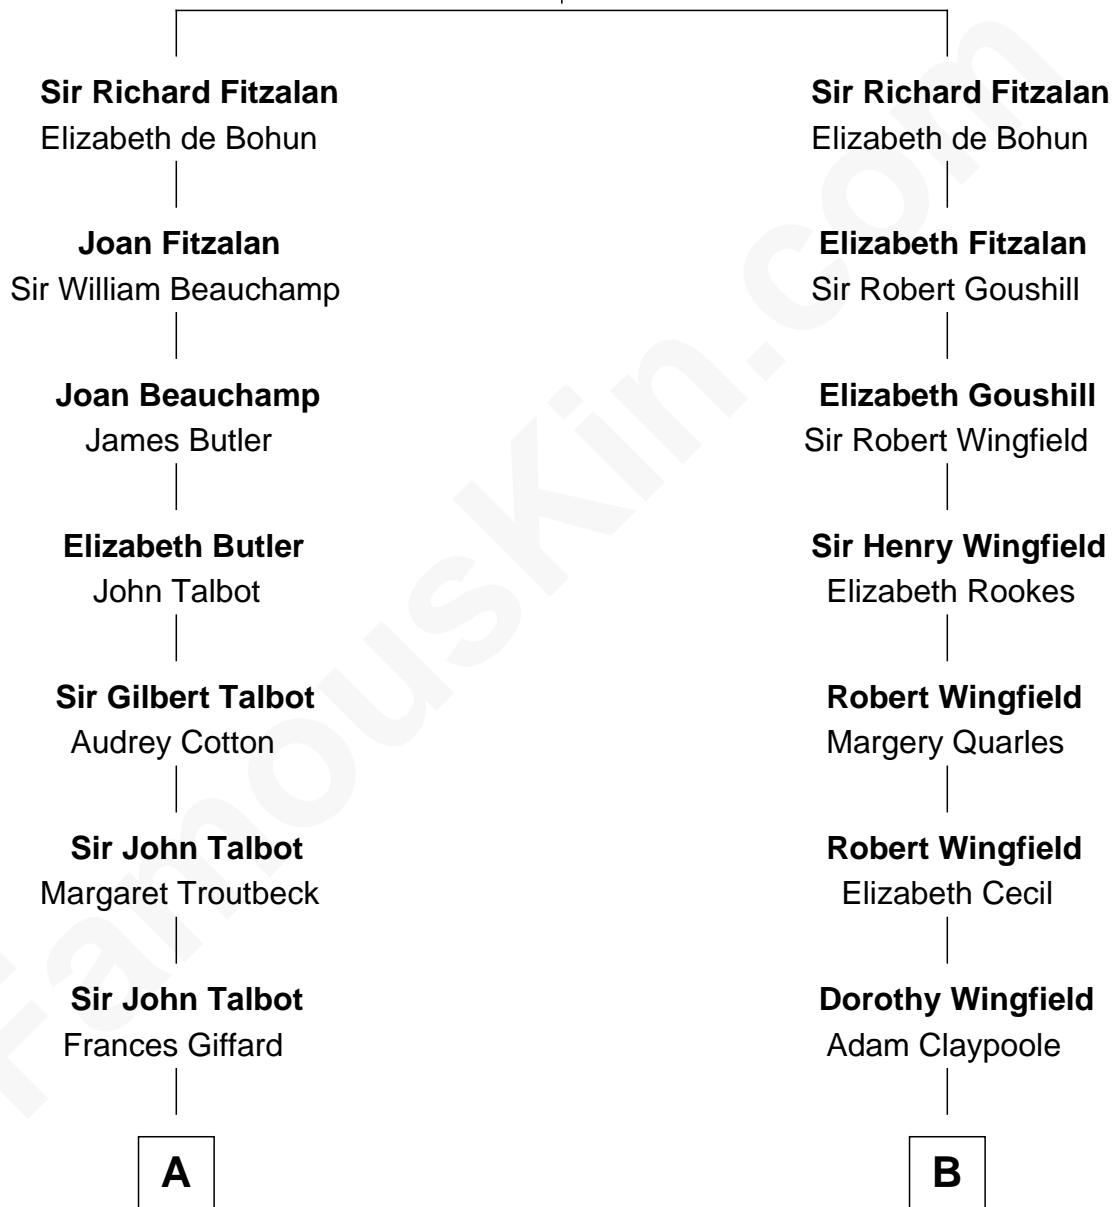 Sir Richard Fitzalan
Elizabeth de Bohun
Joan Fitzalan
Sir William Beauchamp
Joan Beauchamp
James Butler
Elizabeth Butler
John Talbot
Sir Gilbert Talbot
Audrey Cotton
Sir John Talbot
Margaret Troutbeck
Sir John Talbot
Frances Giffard
A
Sir Richard Fitzalan
Elizabeth de Bohun
Elizabeth Fitzalan
Sir Robert Goushill
Elizabeth Goushill
Sir Robert Wingfield
Sir Henry Wingfield
Elizabeth Rookes
Robert Wingfield
Margery Quarles
Robert Wingfield
Elizabeth Cecil
Dorothy Wingfield
Adam Claypoole
B
FamousKin.com